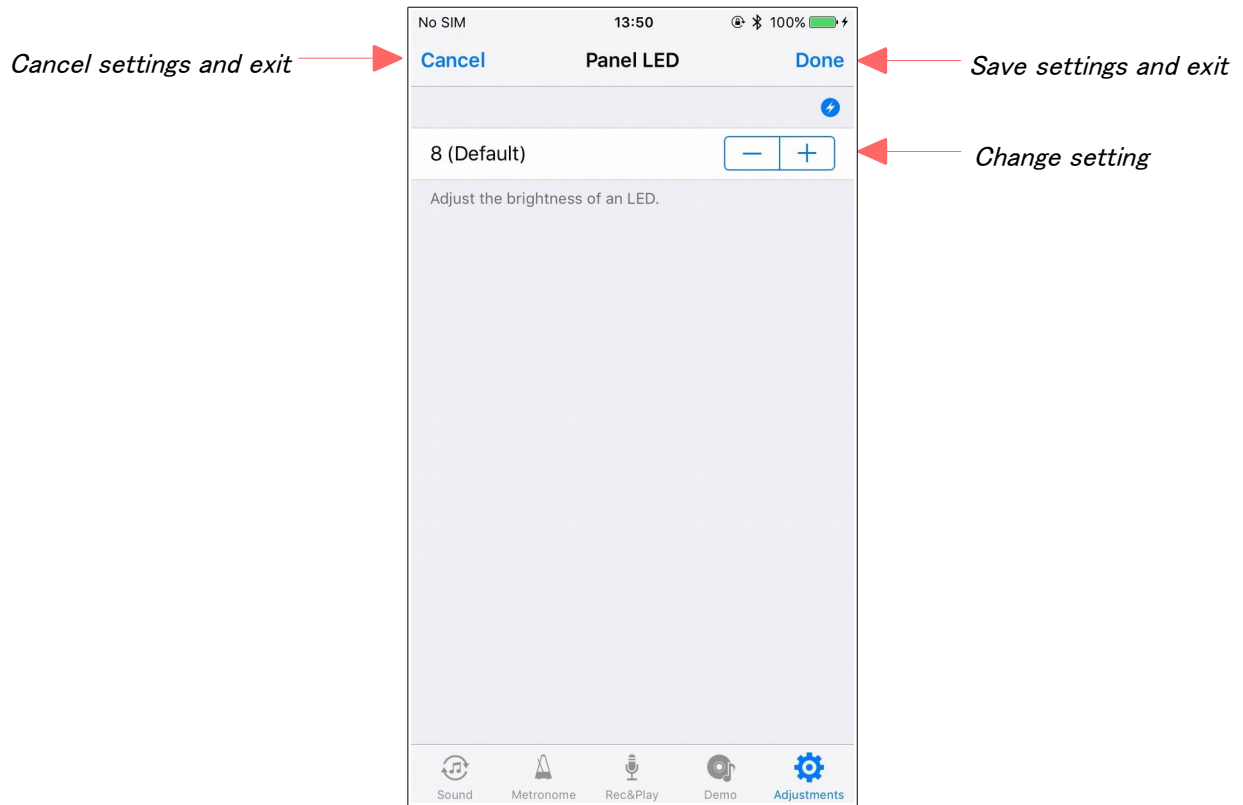 No SIM 13:50 100%
Cancel settings and exit
Cancel Panel LED Done
Save settings and exit
8 (Default) − +
Change setting
Adjust the brightness of an LED.
Sound Metronome Rec&Play Demo Adjustments